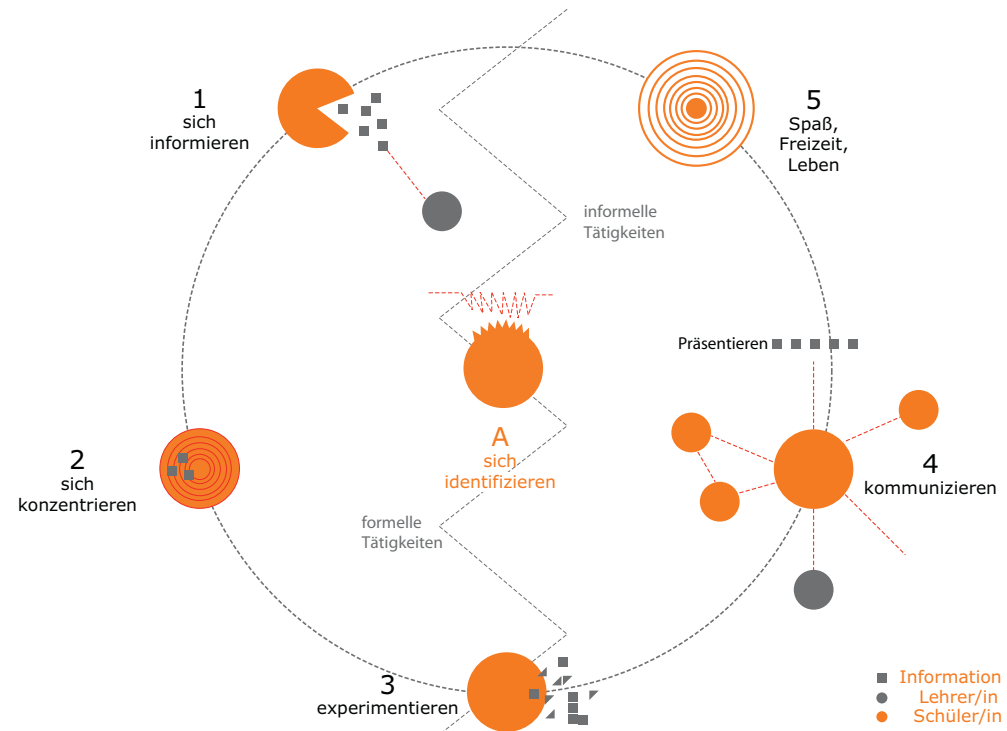 1
sich
informieren
5
Spaß,
Freizeit,
Leben
informelle
Tätigkeiten
Präsentieren
A
sich
identifizieren
2
sich
konzentrieren
4
kommunizieren
formelle
Tätigkeiten
3
experimentieren
Information
Lehrer/in
Schüler/in